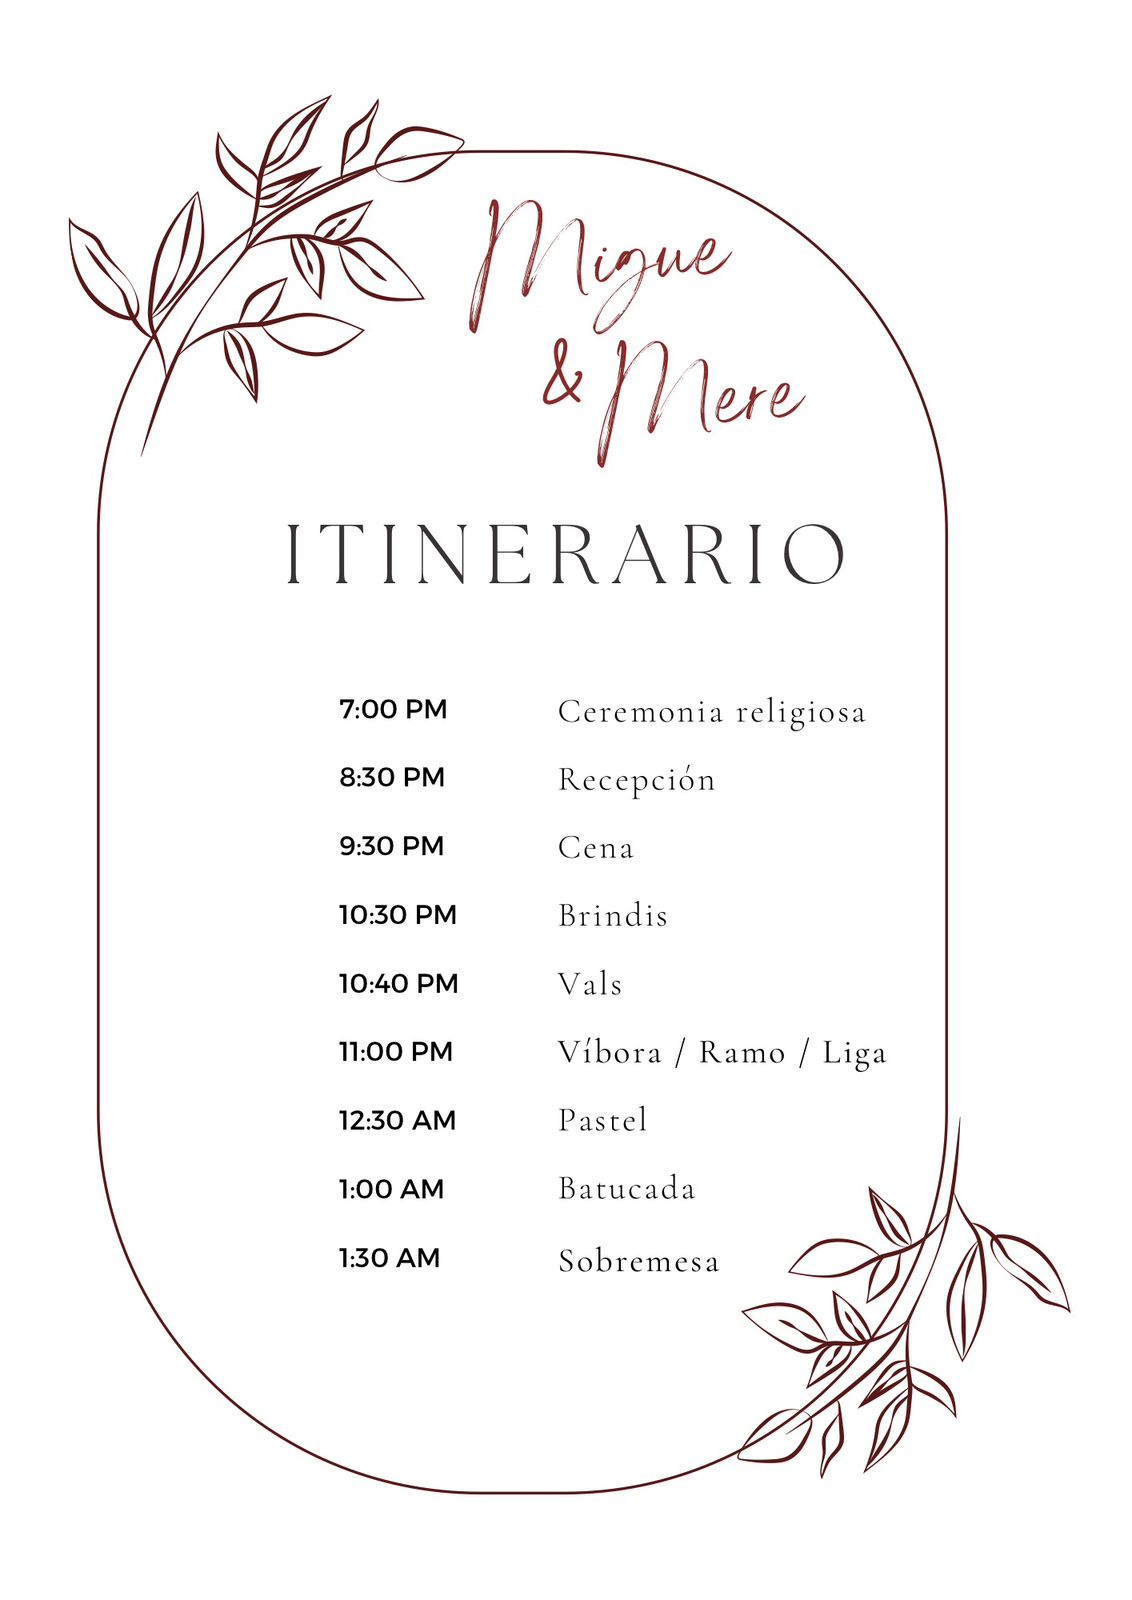 Migue
& Mere
ITINERARIO
7:00 PM Ceremonia religiosa
8:30 PM Recepción
9:30 PM Cena
10:30 PM Brindis
10:40 PM Vals
11:00 PM Víbora / Ramo / Liga
12:30 AM Pastel
1:00 AM Batucada
1:30 AM Sobremesa